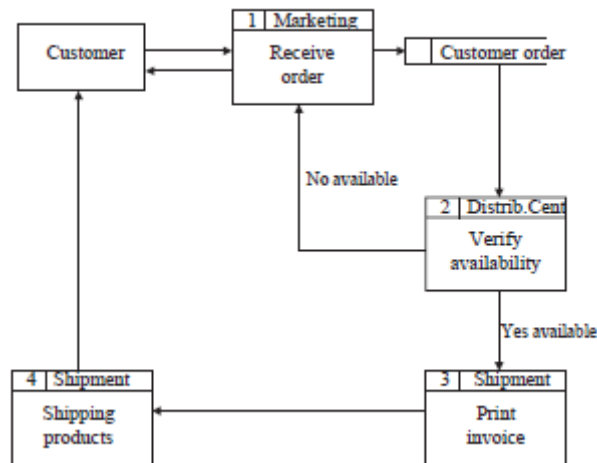 1 Marketing
Customer
Receive
order
Customer order
No available
2 Distrib.Cent
Verify
availability
Yes available
4 Shipment
Shipping
products
3 Shipment
Print
invoice